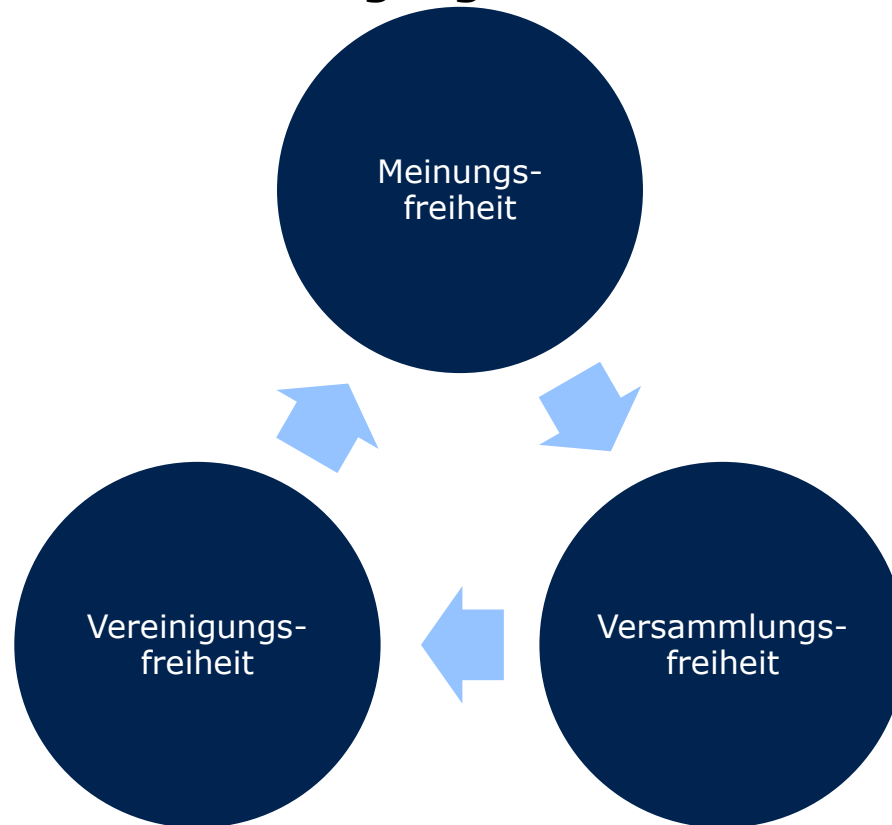 Meinungs-
freiheit
Vereinigungs-
freiheit
Versammlungs-
freiheit